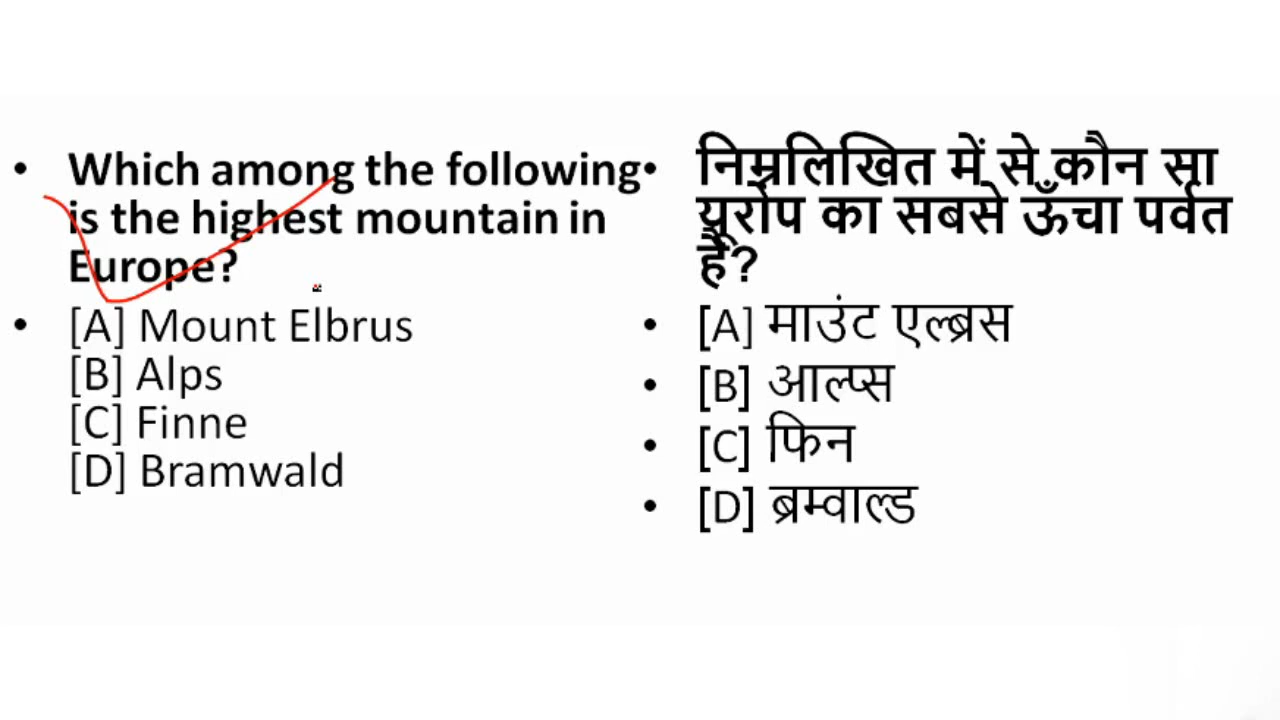 • Which among the following
is the highest mountain in
Europe?
• [A] Mount Elbrus
[B] Alps
[C] Finne
[D] Bramwald
• निम्नलिखित में से कौन सा
यूरोप का सबसे ऊँचा पर्वत
है?
• [A] माउंट एल्ब्रस
• [B] आल्प्स
• [C] फिन
• [D] ब्रम्वाल्ड